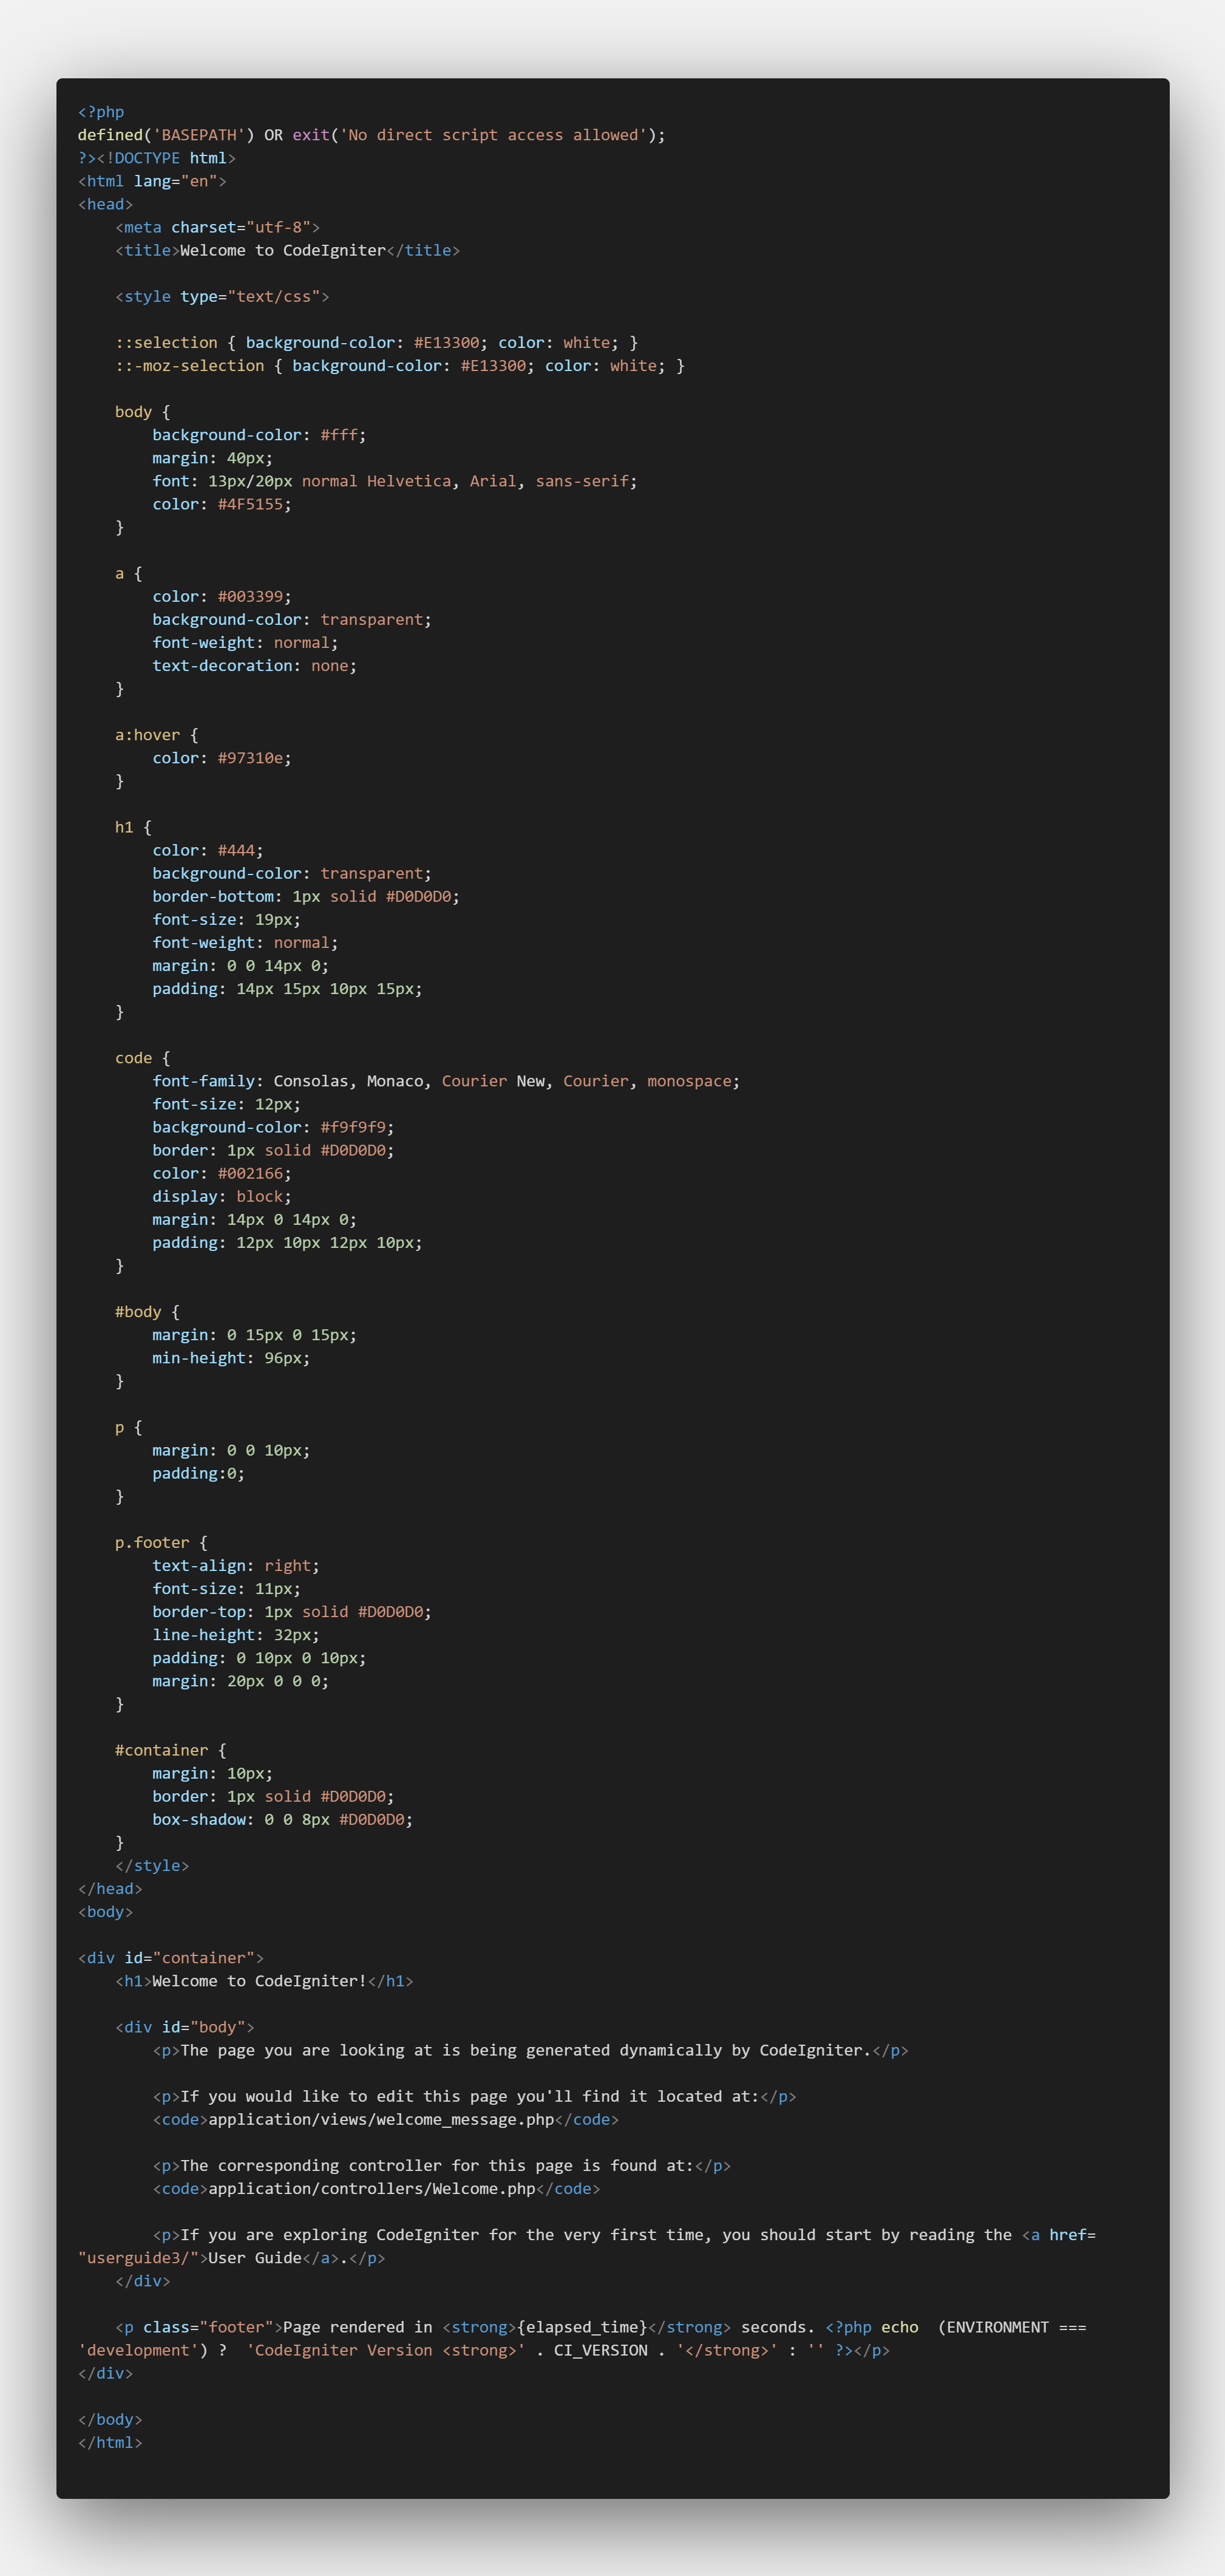 <?php
defined('BASEPATH') OR exit('No direct script access allowed');
?><!DOCTYPE html>
<html lang="en">
<head>
    <meta charset="utf-8">
    <title>Welcome to CodeIgniter</title>

    <style type="text/css">

    ::selection { background-color: #E13300; color: white; }
    ::-moz-selection { background-color: #E13300; color: white; }

    body {
        background-color: #fff;
        margin: 40px;
        font: 13px/20px normal Helvetica, Arial, sans-serif;
        color: #4F5155;
    }

    a {
        color: #003399;
        background-color: transparent;
        font-weight: normal;
        text-decoration: none;
    }

    a:hover {
        color: #97310e;
    }

    h1 {
        color: #444;
        background-color: transparent;
        border-bottom: 1px solid #D0D0D0;
        font-size: 19px;
        font-weight: normal;
        margin: 0 0 14px 0;
        padding: 14px 15px 10px 15px;
    }

    code {
        font-family: Consolas, Monaco, Courier New, Courier, monospace;
        font-size: 12px;
        background-color: #f9f9f9;
        border: 1px solid #D0D0D0;
        color: #002166;
        display: block;
        margin: 14px 0 14px 0;
        padding: 12px 10px 12px 10px;
    }

    #body {
        margin: 0 15px 0 15px;
        min-height: 96px;
    }

    p {
        margin: 0 0 10px;
        padding:0;
    }

    p.footer {
        text-align: right;
        font-size: 11px;
        border-top: 1px solid #D0D0D0;
        line-height: 32px;
        padding: 0 10px 0 10px;
        margin: 20px 0 0 0;
    }

    #container {
        margin: 10px;
        border: 1px solid #D0D0D0;
        box-shadow: 0 0 8px #D0D0D0;
    }
    </style>
</head>
<body>

<div id="container">
    <h1>Welcome to CodeIgniter!</h1>

    <div id="body">
        <p>The page you are looking at is being generated dynamically by CodeIgniter.</p>

        <p>If you would like to edit this page you'll find it located at:</p>
        <code>application/views/welcome_message.php</code>

        <p>The corresponding controller for this page is found at:</p>
        <code>application/controllers/Welcome.php</code>

        <p>If you are exploring CodeIgniter for the very first time, you should start by reading the <a href=
"userguide3/">User Guide</a>.</p>
    </div>

    <p class="footer">Page rendered in <strong>{elapsed_time}</strong> seconds. <?php echo  (ENVIRONMENT ===
'development') ?  'CodeIgniter Version <strong>' . CI_VERSION . '</strong>' : '' ?></p>
</div>

</body>
</html>